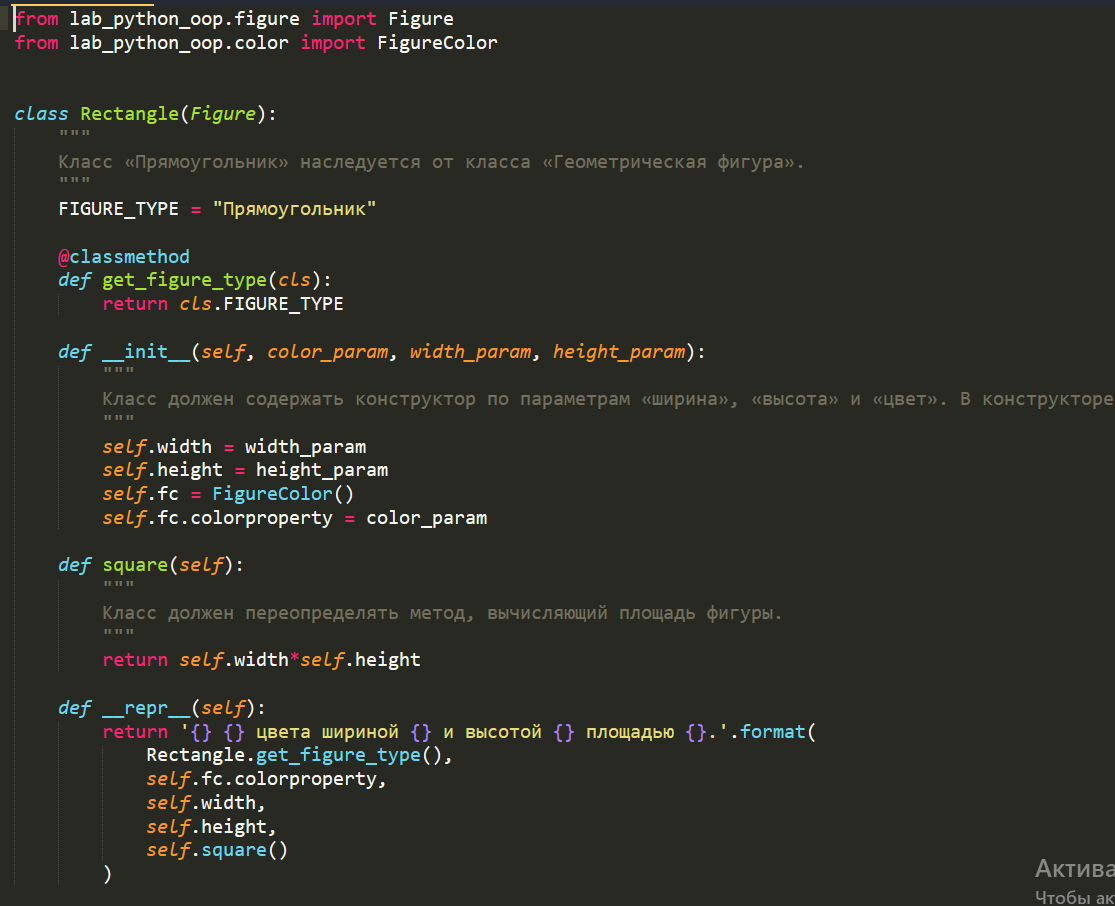 from lab_python_oop.figure import Figure
from lab_python_oop.color import FigureColor
class Rectangle(Figure):
"""
Класс «Прямоугольник» наследуется от класса «Геометрическая фигура».
"""
FIGURE_TYPE = "Прямоугольник"
@classmethod
def get_figure_type(cls):
return cls.FIGURE_TYPE
def __init__(self, color_param, width_param, height_param):
"""
Класс должен содержать конструктор по параметрам «ширина», «высота» и «цвет». В конструкторе
"""
self.width = width_param
self.height = height_param
self.fc = FigureColor()
self.fc.colorproperty = color_param
def square(self):
"""
Класс должен переопределять метод, вычисляющий площадь фигуры.
"""
return self.width*self.height
def __repr__(self):
return '{} {} цвета шириной {} и высотой {} площадью {}.'.format(
Rectangle.get_figure_type(),
self.fc.colorproperty,
self.width,
self.height,
self.square()
)
Актива
Чтобы ак